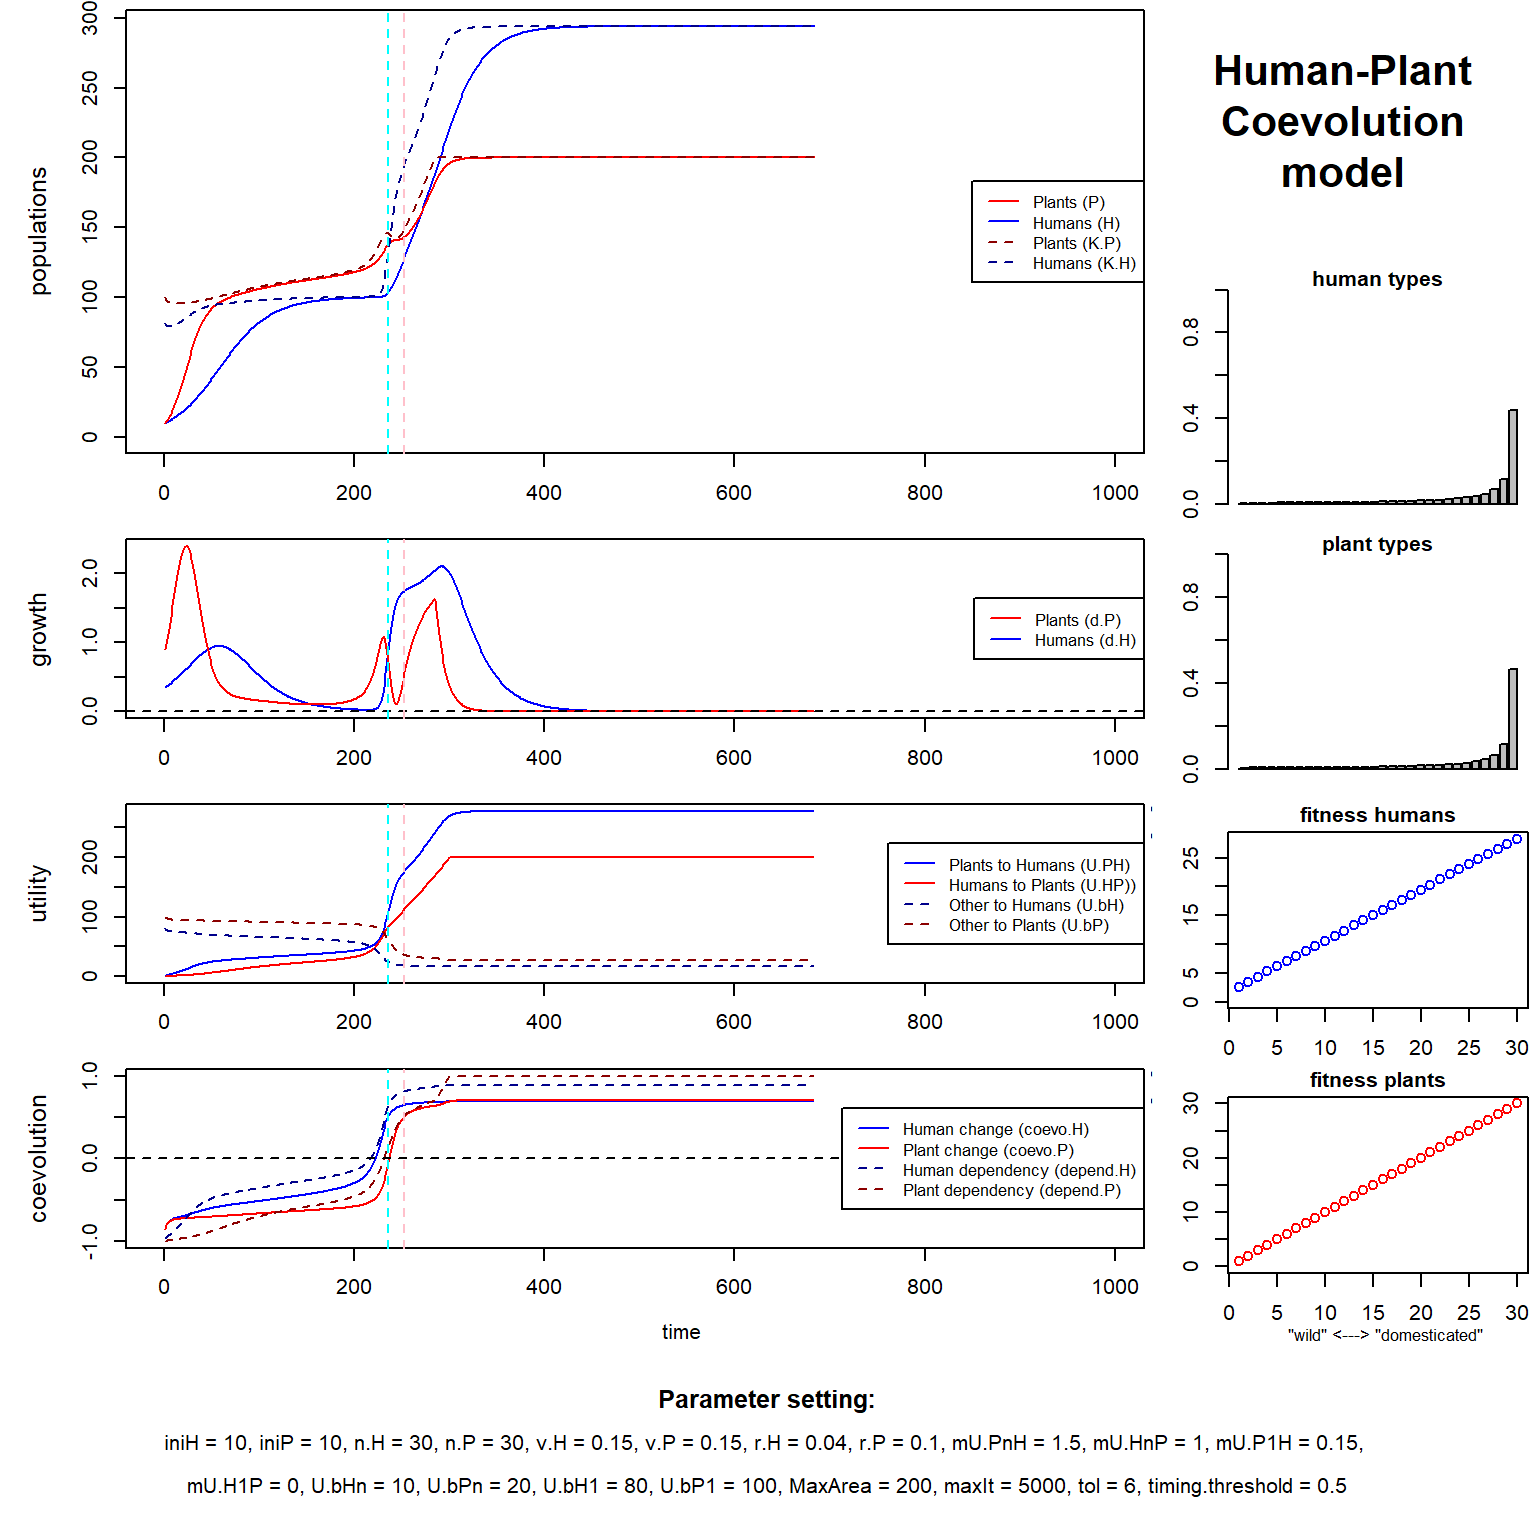 Human-Plant
Coevolution
model
populations
0
50
100
150
200
250
300
0 200 400 600 800 1000
Plants (P)
Humans (H)
Plants (K.P)
Humans (K.H)
growth
0.0
1.0
2.0
0 200 400 600 800 1000
Plants (d.P)
Humans (d.H)
utility
0
100
200
0 200 400 600 800 1000
Plants to Humans (U.PH)
Humans to Plants (U.HP))
Other to Humans (U.bH)
Other to Plants (U.bP)
coevolution
-1.0
0.0
1.0
0 200 400 600 800 1000
Human change (coevo.H)
Plant change (coevo.P)
Human dependency (depend.H)
Plant dependency (depend.P)
time
human types
0.0
0.4
0.8
plant types
0.0
0.4
0.8
fitness humans
0
5
15
25
0 5 10 15 20 25 30
fitness plants
0
10
20
30
0 5 10 15 20 25 30
"wild" <---> "domesticated"
Parameter setting:
iniH = 10, iniP = 10, n.H = 30, n.P = 30, v.H = 0.15, v.P = 0.15, r.H = 0.04, r.P = 0.1, mU.PnH = 1.5, mU.HnP = 1, mU.P1H = 0.15,
mU.H1P = 0, U.bHn = 10, U.bPn = 20, U.bH1 = 80, U.bP1 = 100, MaxArea = 200, maxIt = 5000, tol = 6, timing.threshold = 0.5